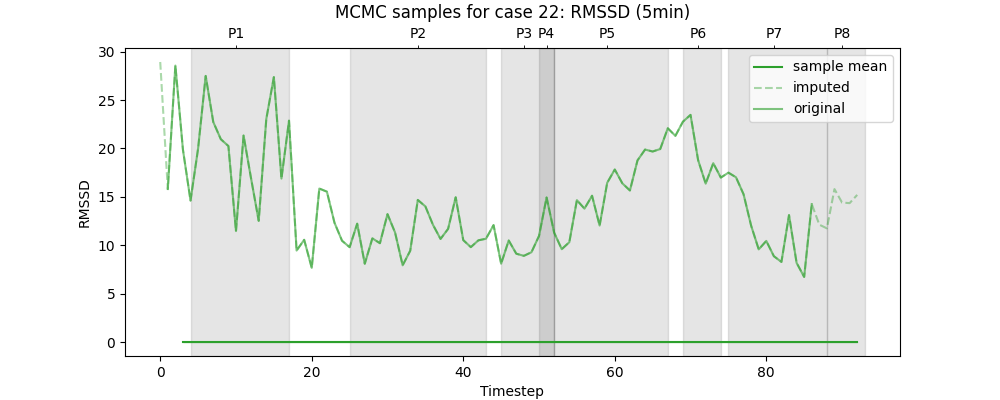 MCMC samples for case 22: RMSSD (5min)
P1 P2 P3 P4 P5 P6 P7 P8
30
25
20
15
10
5
0
RMSSD
sample mean
imputed
original
0 20 40 60 80
Timestep